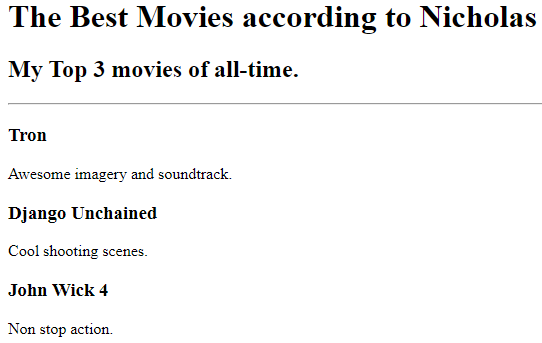 The Best Movies according to Nicholas
My Top 3 movies of all-time.
Tron
Awesome imagery and soundtrack.
Django Unchained
Cool shooting scenes.
John Wick 4
Non stop action.